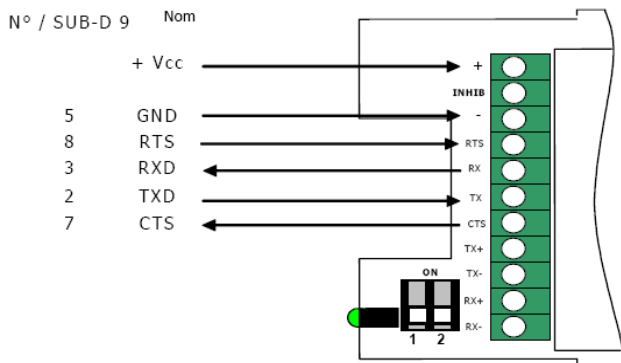 N° / SUB-D 9 Nom
+ Vcc +
INHIB
5 GND -
8 RTS RTS
3 RXD RX
2 TXD TX
7 CTS CTS
TX+
ON TX-
RX+
RX-
1 2